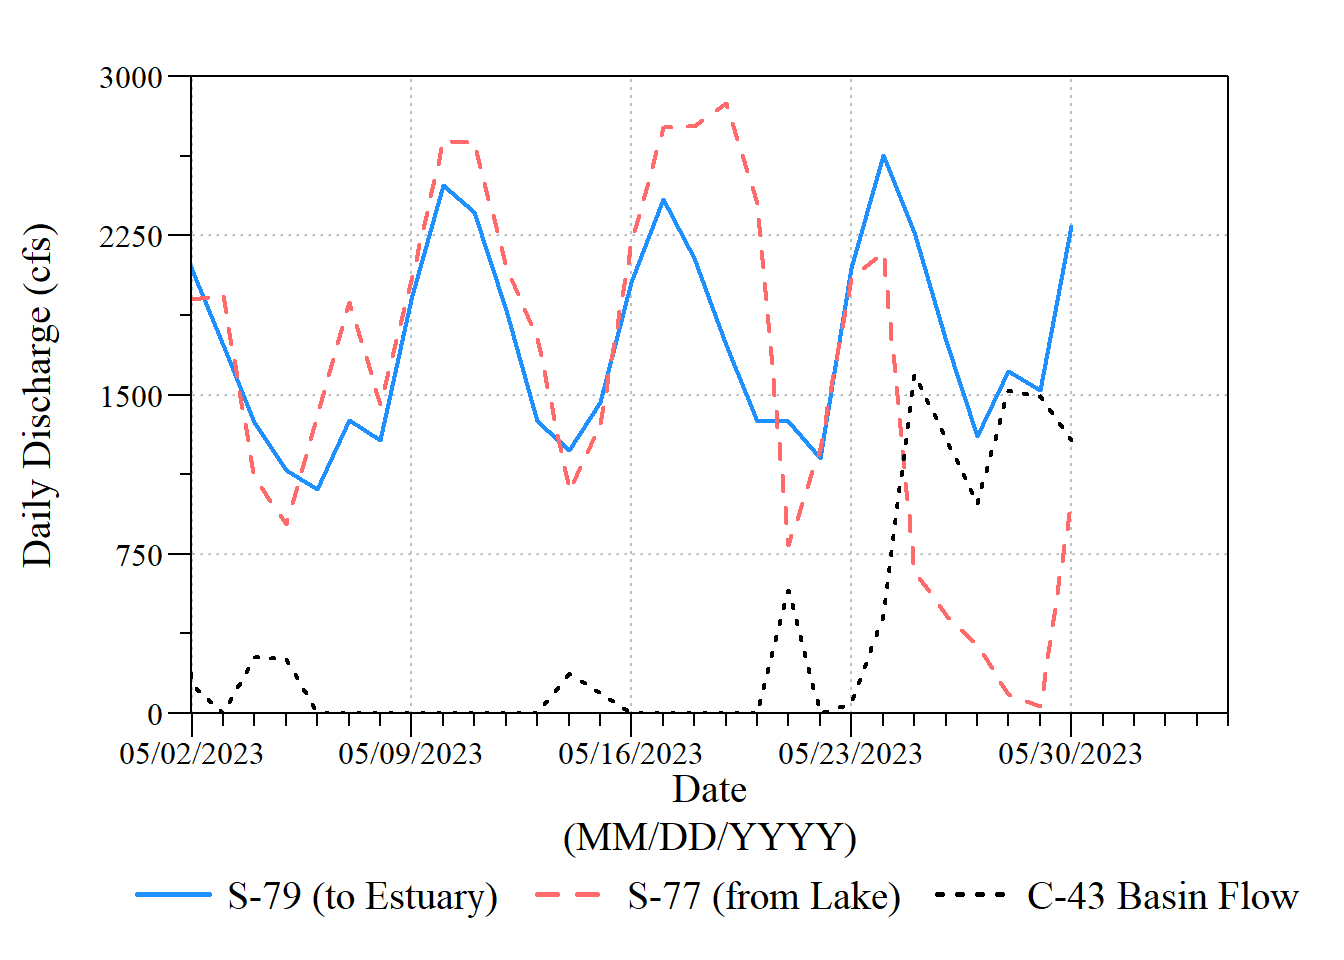 3000
2250
1500
750
0
Daily Discharge (cfs)
05/02/2023 05/09/2023 05/16/2023 05/23/2023 05/30/2023
Date
(MM/DD/YYYY)
S-79 (to Estuary) S-77 (from Lake) C-43 Basin Flow